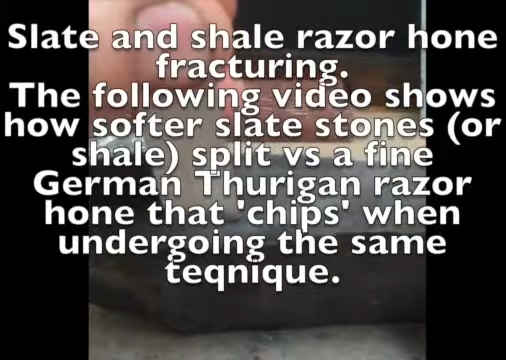 Slate and shale razor hone
fracturing.
The following video shows
how softer slate stones (or
shale) split vs a fine
German Thurigan razor
hone that 'chips' when
undergoing the same
teqnique.